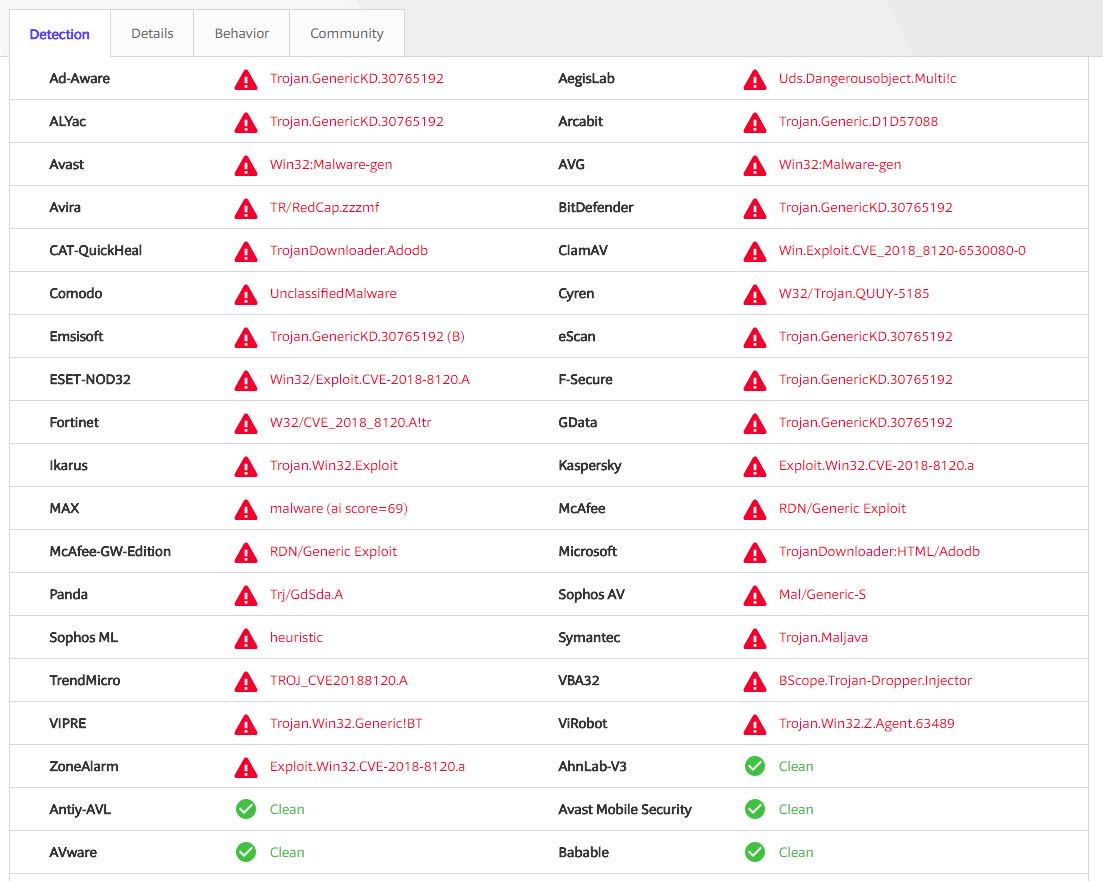 Detection Details Behavior Community
Ad-Aware Trojan.GenericKD.30765192 AegisLab Uds.Dangerousobject.Multi!c
ALYac Trojan.GenericKD.30765192 Arcabit Trojan.Generic.D1D57088
Avast Win32:Malware-gen AVG Win32:Malware-gen
Avira TR/RedCap.zzzmf BitDefender Trojan.GenericKD.30765192
CAT-QuickHeal TrojanDownloader.Adodb ClamAV Win.Exploit.CVE_2018_8120-6530080-0
Comodo UnclassifiedMalware Cyren W32/Trojan.QUUY-5185
Emsisoft Trojan.GenericKD.30765192 (B) eScan Trojan.GenericKD.30765192
ESET-NOD32 Win32/Exploit.CVE-2018-8120.A F-Secure Trojan.GenericKD.30765192
Fortinet W32/CVE_2018_8120.A!tr GData Trojan.GenericKD.30765192
Ikarus Trojan.Win32.Exploit Kaspersky Exploit.Win32.CVE-2018-8120.a
MAX malware (ai score=69) McAfee RDN/Generic Exploit
McAfee-GW-Edition RDN/Generic Exploit Microsoft TrojanDownloader:HTML/Adodb
Panda Trj/GdSda.A Sophos AV Mal/Generic-S
Sophos ML heuristic Symantec Trojan.Maljava
TrendMicro TROJ_CVE20188120.A VBA32 BScope.Trojan-Dropper.Injector
VIPRE Trojan.Win32.Generic!BT ViRobot Trojan.Win32.Z.Agent.63489
ZoneAlarm Exploit.Win32.CVE-2018-8120.a AhnLab-V3 Clean
Antiy-AVL Clean Avast Mobile Security Clean
AVware Clean Babable Clean